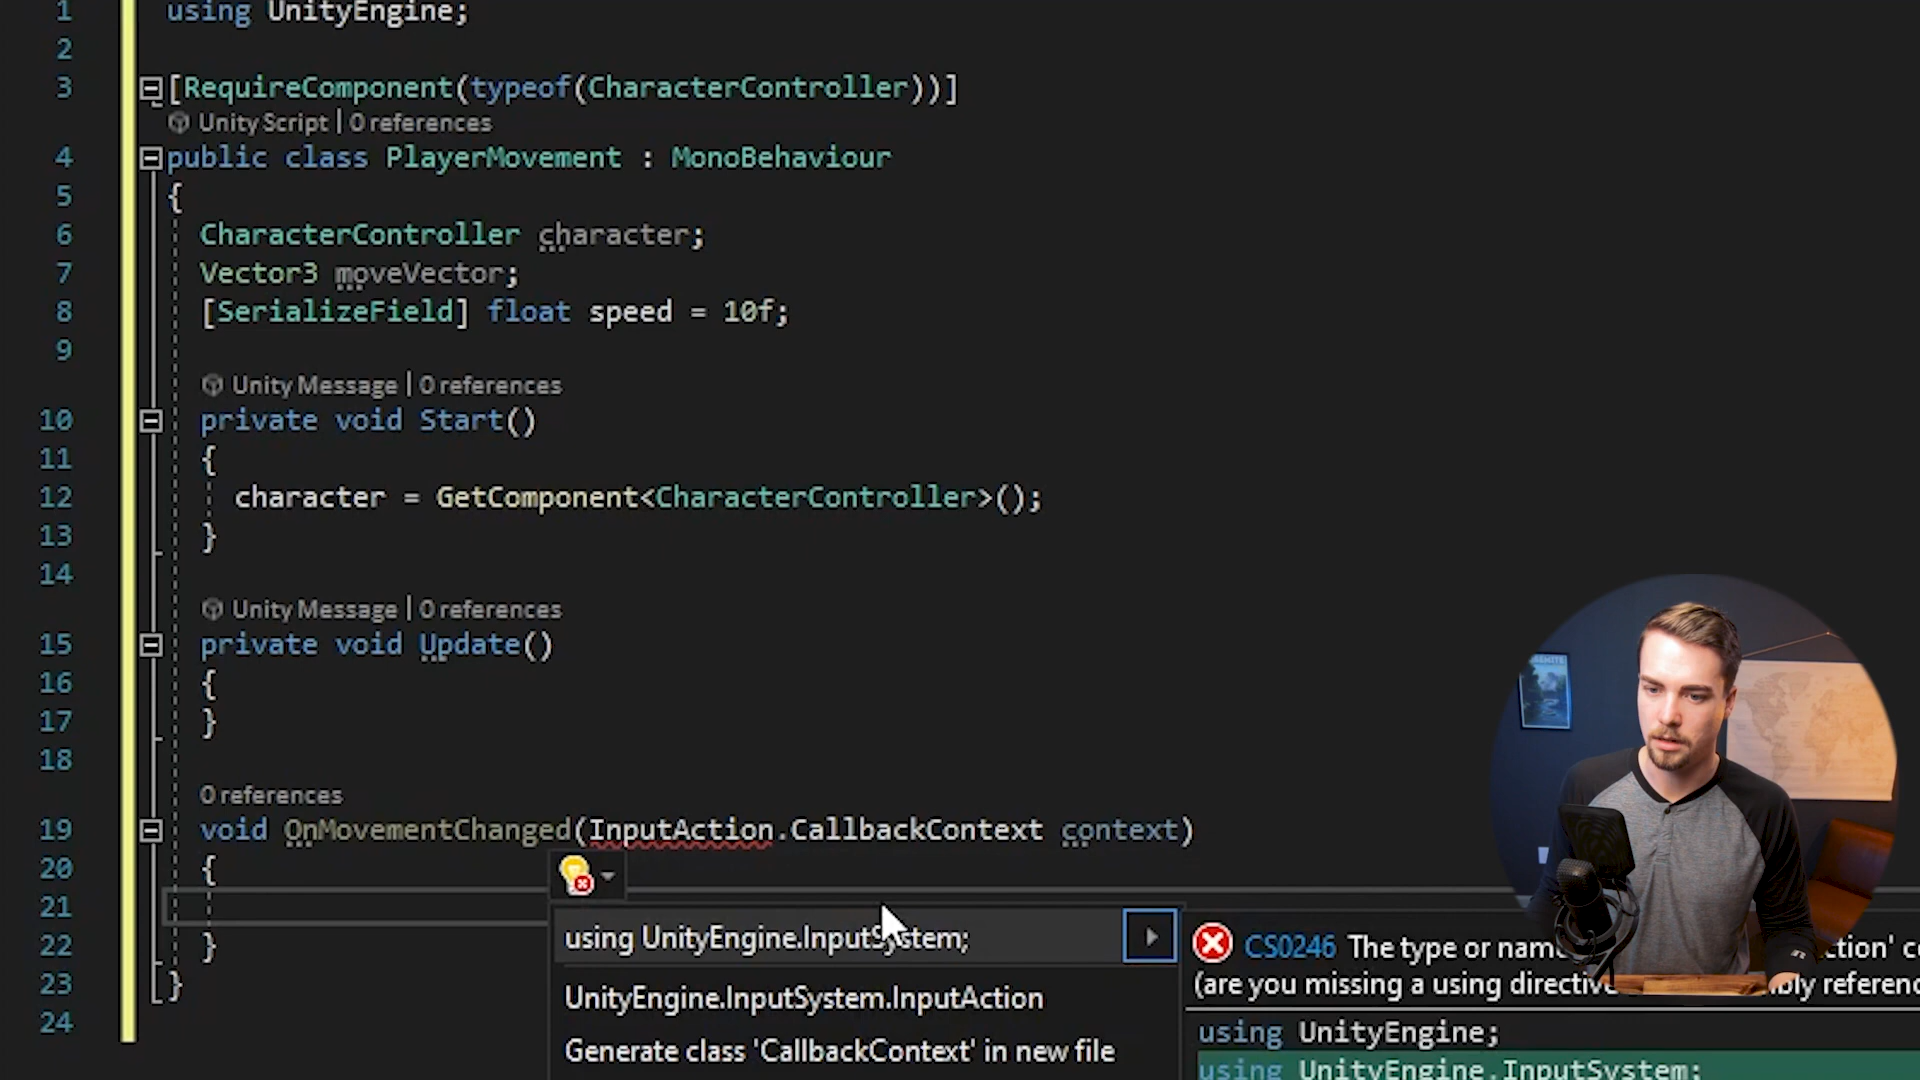 1 using UnityEngine;
2
3 [RequireComponent(typeof(CharacterController))]
Unity Script | 0 references
4 public class PlayerMovement : MonoBehaviour
5 {
6 CharacterController character;
7 Vector3 moveVector;
8 [SerializeField] float speed = 10f;
9
Unity Message | 0 references
10 private void Start()
11 {
12 character = GetComponent<CharacterController>();
13 }
14
Unity Message | 0 references
15 private void Update()
16 {
17 }
18
0 references
19 void OnMovementChanged(InputAction.CallbackContext context)
20 {
21
22 }
23 }
24
using UnityEngine.InputSystem;
UnityEngine.InputSystem.InputAction
Generate class 'CallbackContext' in new file
CS0246 The type or name
(are you missing a using
using UnityEngine;
using UnityEngine.InputSystem;